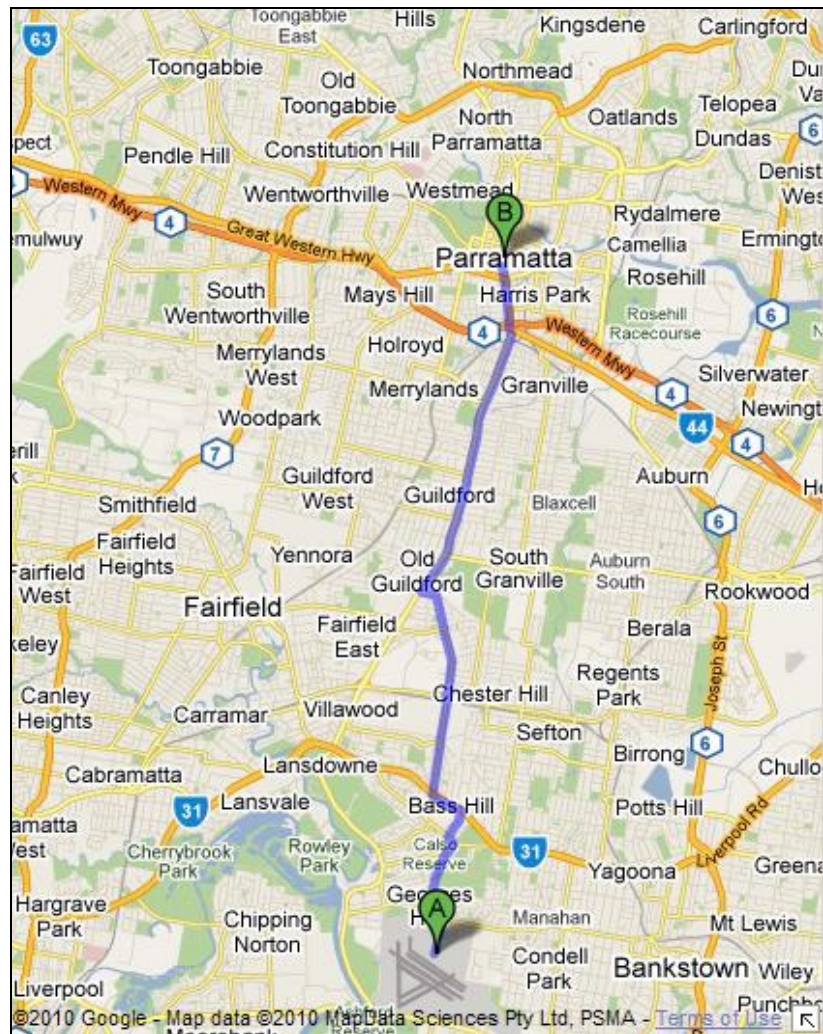 Toongabbie East
Hills
Kingsdene
Carlingford
63
Toongabbie
Northmead
Old Toongabbie
Telopea
North Parramatta
Oatlands
Dundas
6
Pendle Hill
Constitution Hill
Wentworthville
Westmead
Western Mwy
4
Great Western Hwy
B
Rydalmere
Camellia
Parramatta
Rosehill
South Wentworthville
Mays Hill
Harris Park
Rosehill Racecourse
6
4
Western Mwy
Holroyd
Merrylands West
Merrylands
Granville
Silverwater
4
Woodpark
44
7
4
Guildford West
Guildford
Auburn
Blaxcell
Smithfield
6
Fairfield Heights
Yennora
Old Guildford
South Granville
Auburn South
Fairfield West
Rookwood
Fairfield
Fairfield East
Berala
Joseph St
Regents Park
Canley Heights
Chester Hill
Carramar
Villawood
Sefton
6
Birrong
Cabramatta
Lansdowne
31
Lansvale
Bass Hill
Potts Hill
Liverpool Rd
Cherrybrook Park
Rowley Park
31
Yagoona
Hargrave Park
A
Chipping Norton
Manahan
Mt Lewis
Condell Park
Bankstown
Wiley
Liverpool
©2010 Google - Map data ©2010 MapData Sciences Pty Ltd, PSMA - Terms of Use